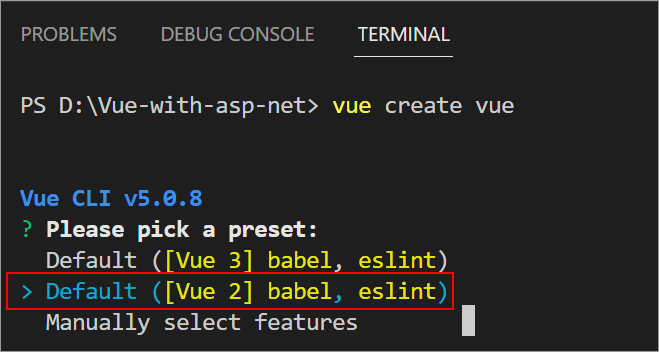 PROBLEMS DEBUG CONSOLE TERMINAL
PS D:\Vue-with-asp-net> vue create vue
Vue CLI v5.0.8
? Please pick a preset:
Default ([Vue 3] babel, eslint)
> Default ([Vue 2] babel, eslint)
Manually select features